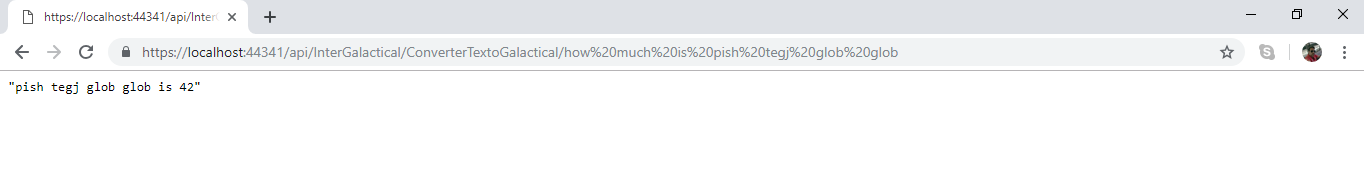 https://localhost:44341/api/Inter
https://localhost:44341/api/InterGalactical/ConverterTextoGalactical/how%20much%20is%20pish%20tegj%20glob%20glob
"pish tegj glob glob is 42"